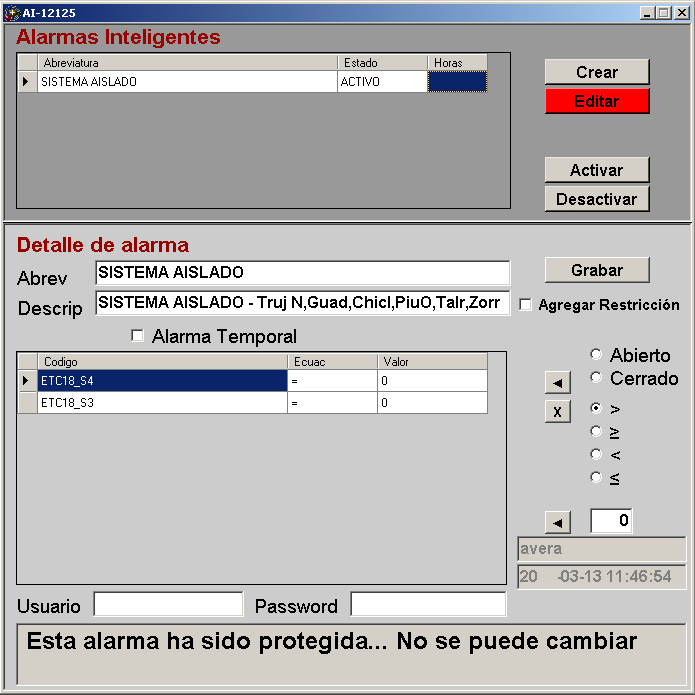 AI-12125
Alarmas Inteligentes
Abreviatura Estado Horas
SISTEMA AISLADO ACTIVO
Crear
Editar
Activar
Desactivar
Detalle de alarma
Abrev SISTEMA AISLADO
Grabar
Descrip SISTEMA AISLADO - Truj N,Guad,Chicl,PiuO,Talr,Zorr
Agregar Restricción
Alarma Temporal
Codigo Ecuac Valor
ETC18_S4 = 0
ETC18_S3 = 0
Abierto
Cerrado
X
>
≥
<
≤
0
avera
20 -03-13 11:46:54
Usuario Password
Esta alarma ha sido protegida... No se puede cambiar